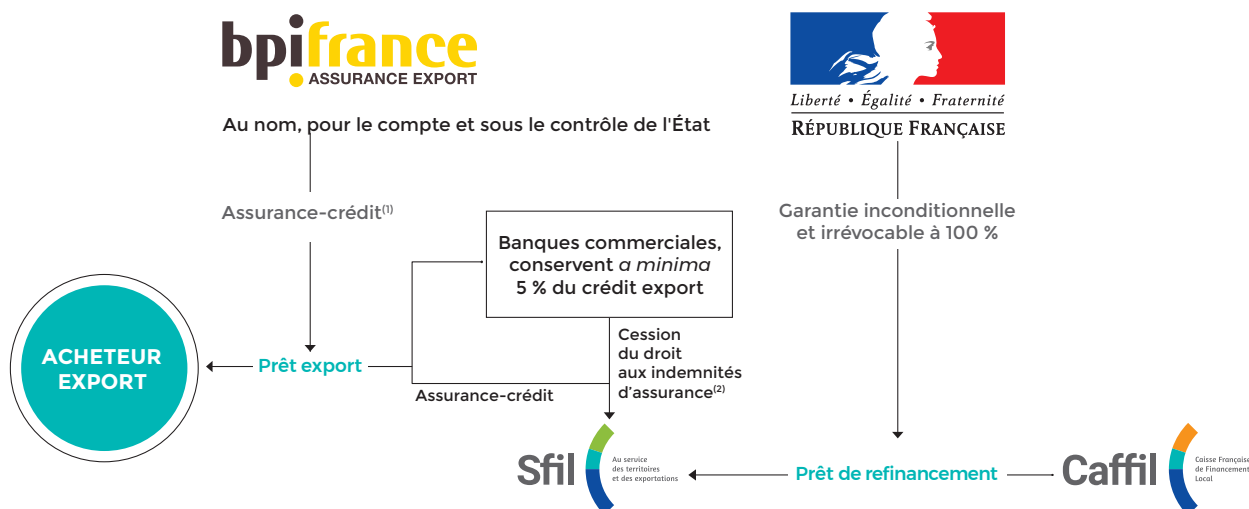 bpifrance
ASSURANCE EXPORT
Liberté • Égalité • Fraternité
RÉPUBLIQUE FRANÇAISE
Au nom, pour le compte et sous le contrôle de l'État
Assurance-crédit(1)
Garantie inconditionnelle
et irrévocable à 100 %
Banques commerciales,
conservent a minima
5 % du crédit export
ACHETEUR
EXPORT
Prêt export
Cession
du droit
aux indemnités
d'assurance(2)
Assurance-crédit
Sfil
Au service
des territoires
et des exportations
Prêt de refinancement
Caffil
Caisse Française
de Financement
Local